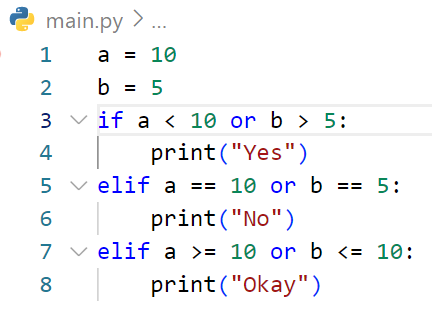 main.py > ...
1 a = 10
2 b = 5
3 if a < 10 or b > 5:
4     print("Yes")
5 elif a == 10 or b == 5:
6     print("No")
7 elif a >= 10 or b <= 10:
8     print("Okay")